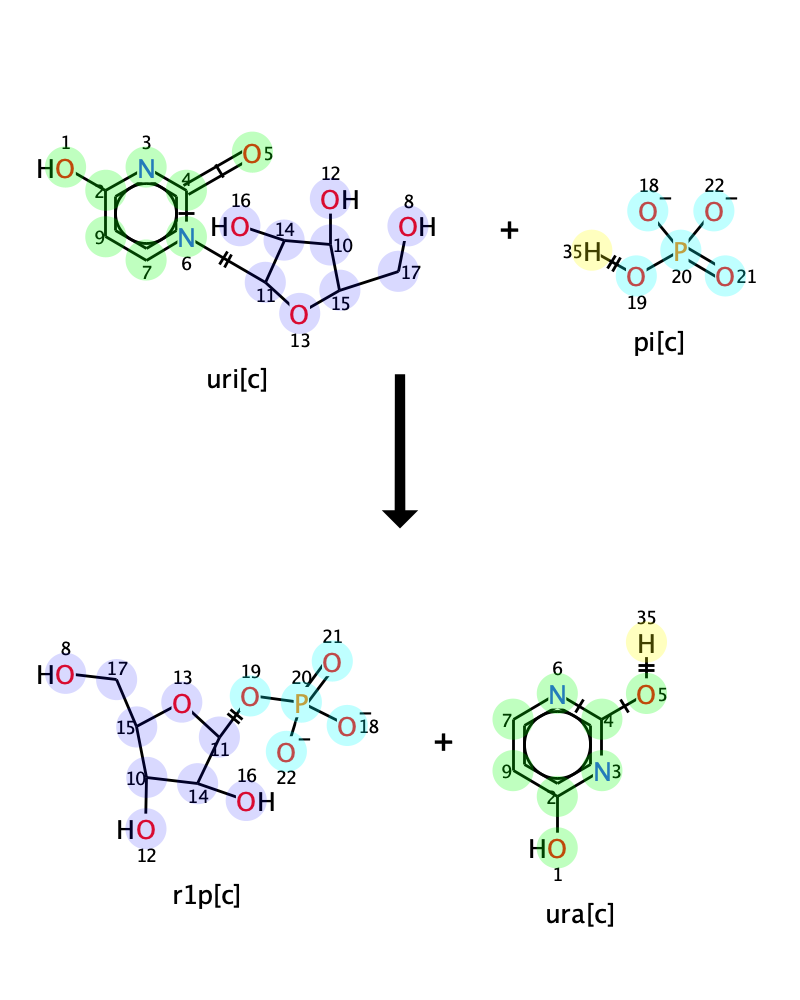 1 3 12
HO N 4 O 5 16 OH 8 18 22
2 HO 14 OH + O − O −
9 N 10 35 H P
7 6 11 15 17 O 20 O 21
O 19
13 pi[c]
uri[c]
35
21 H
8 17 13 19 20 O 6
HO O O P − N O 5
15 O 18 7 4
11 O − +
10 22 9 N 3
14 16 2
HO OH
12 HO
r1p[c] 1
ura[c]